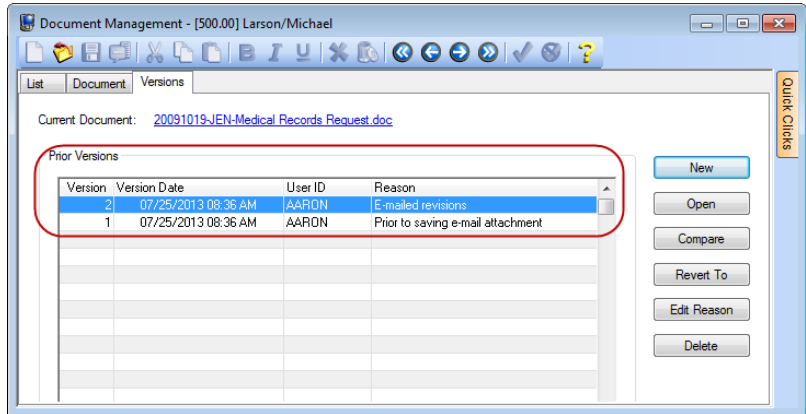 Document Management - [500.00] Larson/Michael
B I U ?
List Document Versions
Quick Clicks
Current Document: 20091019-JEN-Medical Records Request.doc
Prior Versions
Version Version Date User ID Reason
2 07/25/2013 08:36 AM AARON E-mailed revisions
1 07/25/2013 08:36 AM AARON Prior to saving e-mail attachment
New
Open
Compare
Revert To
Edit Reason
Delete